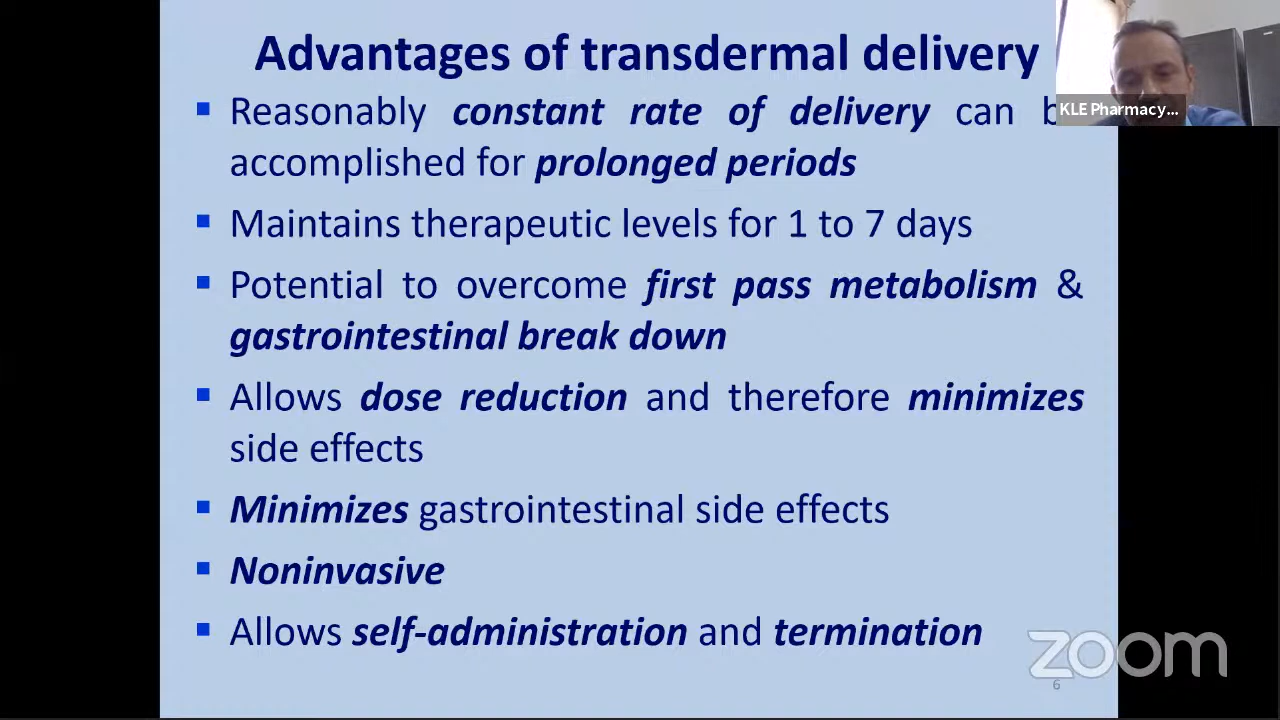 Advantages of transdermal delivery
▪ Reasonably constant rate of delivery can
accomplished for prolonged periods
▪ Maintains therapeutic levels for 1 to 7 days
▪ Potential to overcome first pass metabolism &
gastrointestinal break down
▪ Allows dose reduction and therefore minimizes
side effects
▪ Minimizes gastrointestinal side effects
▪ Noninvasive
▪ Allows self-administration and termination
KLE Pharmacy...
zoom
6